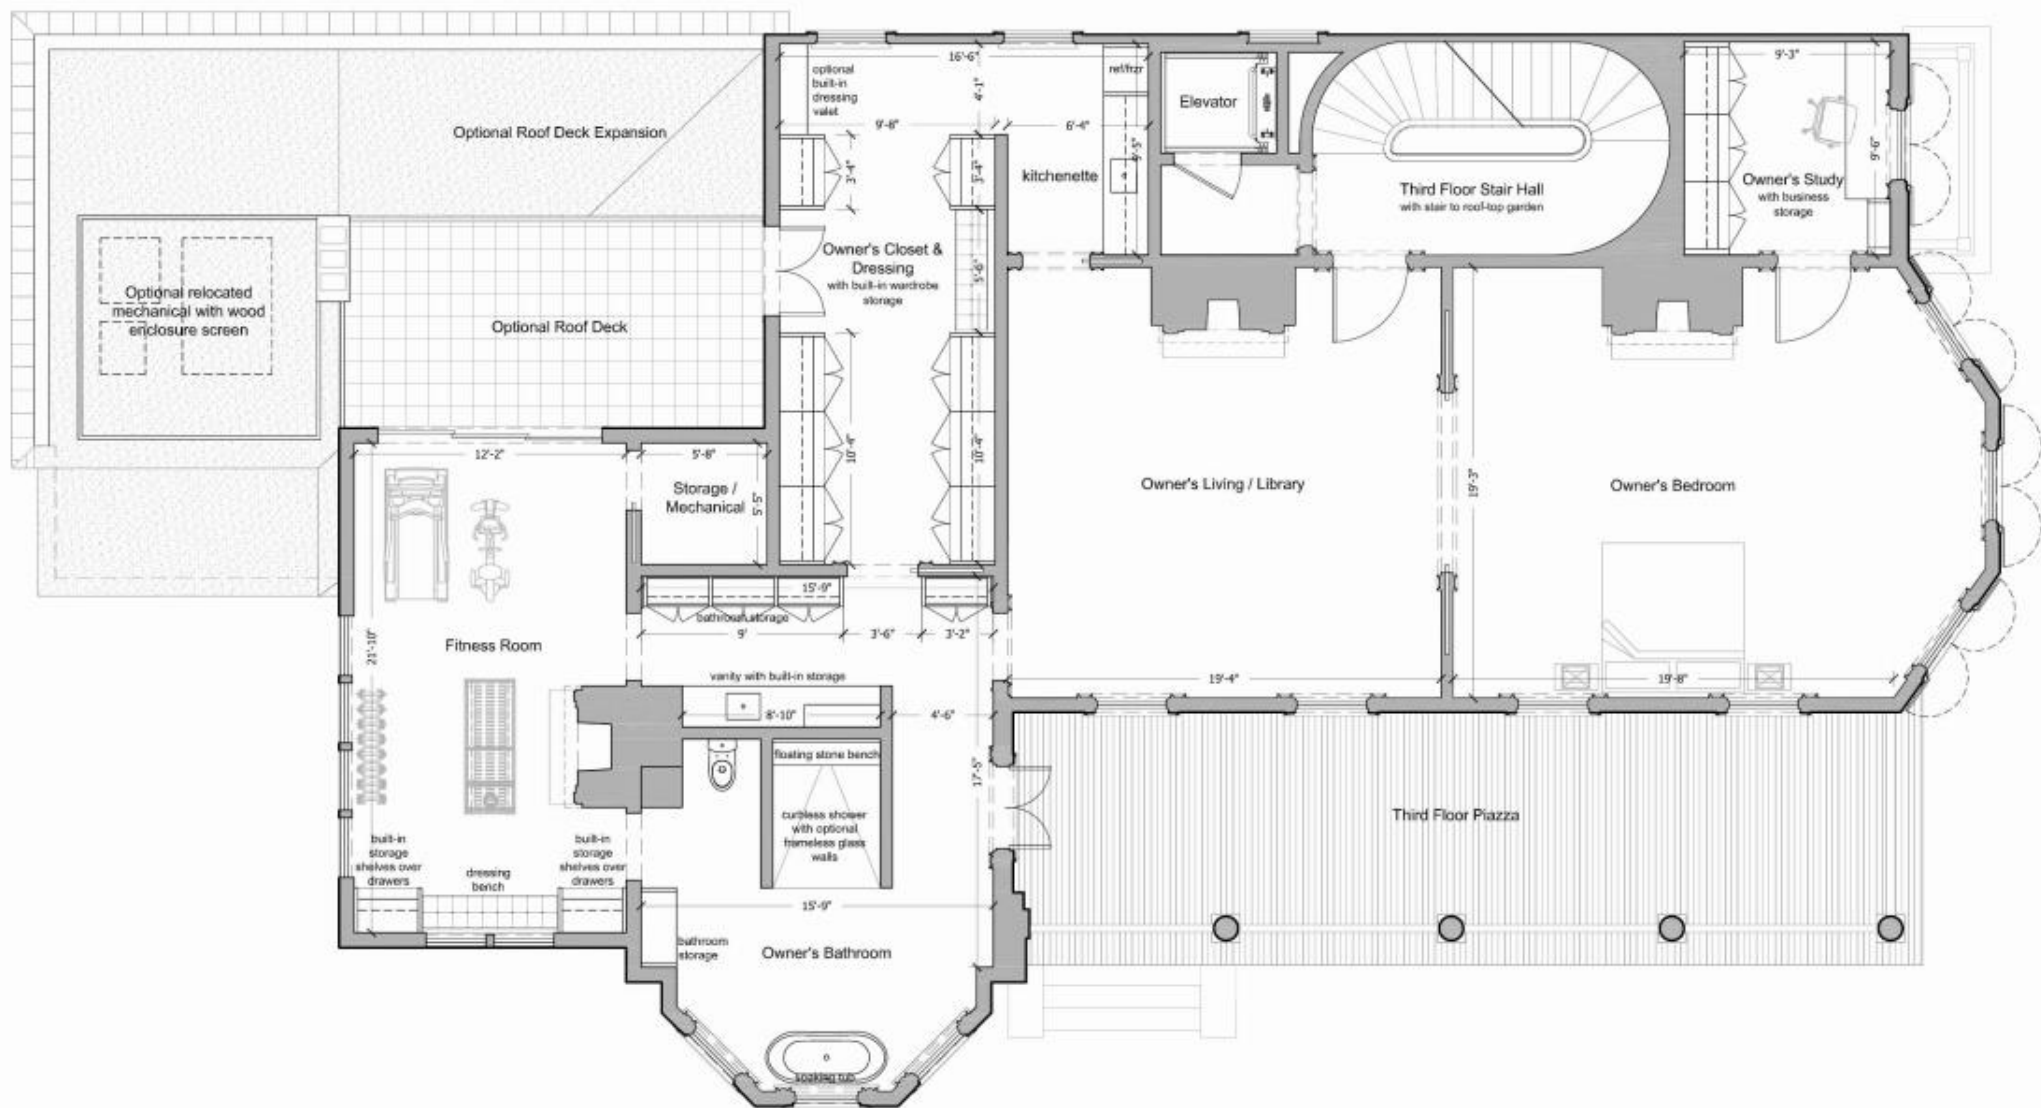 16'-6"
optional
built-in
dressing
valet
4'-1"
9'-8"
6'-4"
ref/frzr
9'-5"
kitchenette
Elevator
Third Floor Stair Hall
with stair to roof-top garden
9'-3"
9'-6"
Owner's Study
with business
storage
Optional Roof Deck Expansion
3'-4"
3'-4"
Owner's Closet &
Dressing
with built-in wardrobe
storage
5'-6"
10'-4"
10'-4"
Optional relocated
mechanical with wood
enclosure screen
Optional Roof Deck
12'-2"
5'-8"
Storage /
Mechanical
5'-5"
Owner's Living / Library
19'-3"
Owner's Bedroom
15'-9"
bathroom storage
9'
3'-6"
3'-2"
Fitness Room
21'-10"
vanity with built-in storage
8'-10"
4'-6"
19'-4"
19'-8"
floating stone bench
17'-5"
curbless shower
with optional
frameless glass
walls
Third Floor Piazza
built-in
storage
shelves over
drawers
dressing
bench
built-in
storage
shelves over
drawers
15'-9"
bathroom
storage
Owner's Bathroom
soaking tub